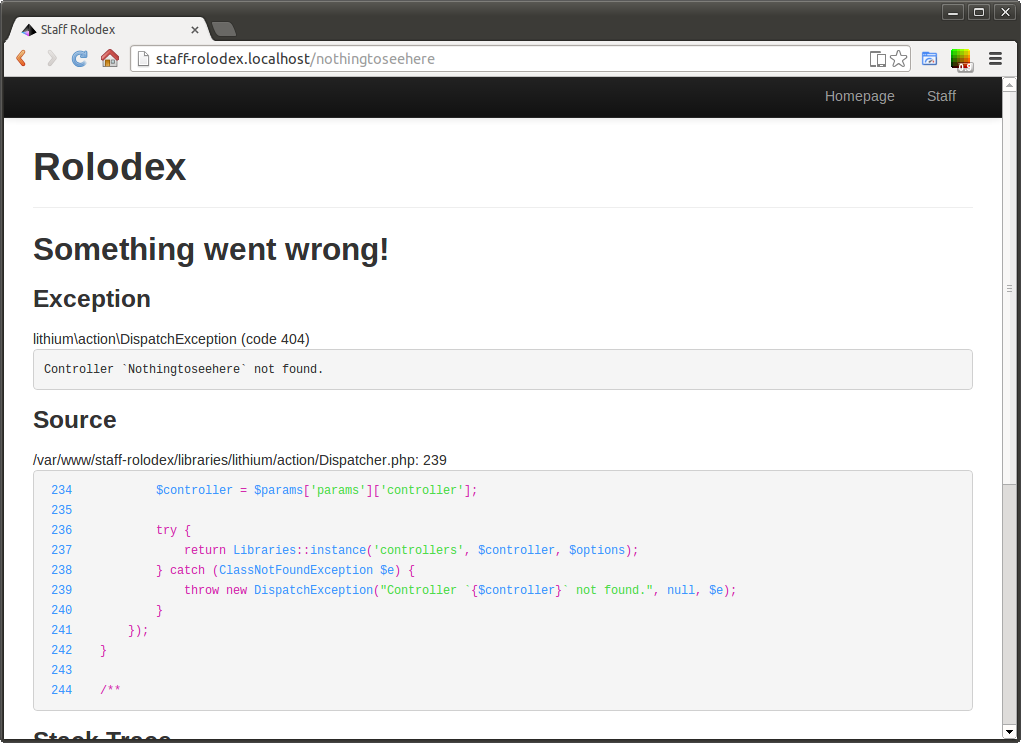 Staff Rolodex
staff-rolodex.localhost/nothingtoseehere
0.9
Homepage Staff
Rolodex
Something went wrong!
Exception
lithium\action\DispatchException (code 404)
Controller `Nothingtoseehere` not found.
Source
/var/www/staff-rolodex/libraries/lithium/action/Dispatcher.php: 239
234            $controller = $params['params']['controller'];
235
236            try {
237                return Libraries::instance('controllers', $controller, $options);
238            } catch (ClassNotFoundException $e) {
239                throw new DispatchException("Controller `{$controller}` not found.", null, $e);
240            }
241        });
242    }
243
244    /**
Stack Trace